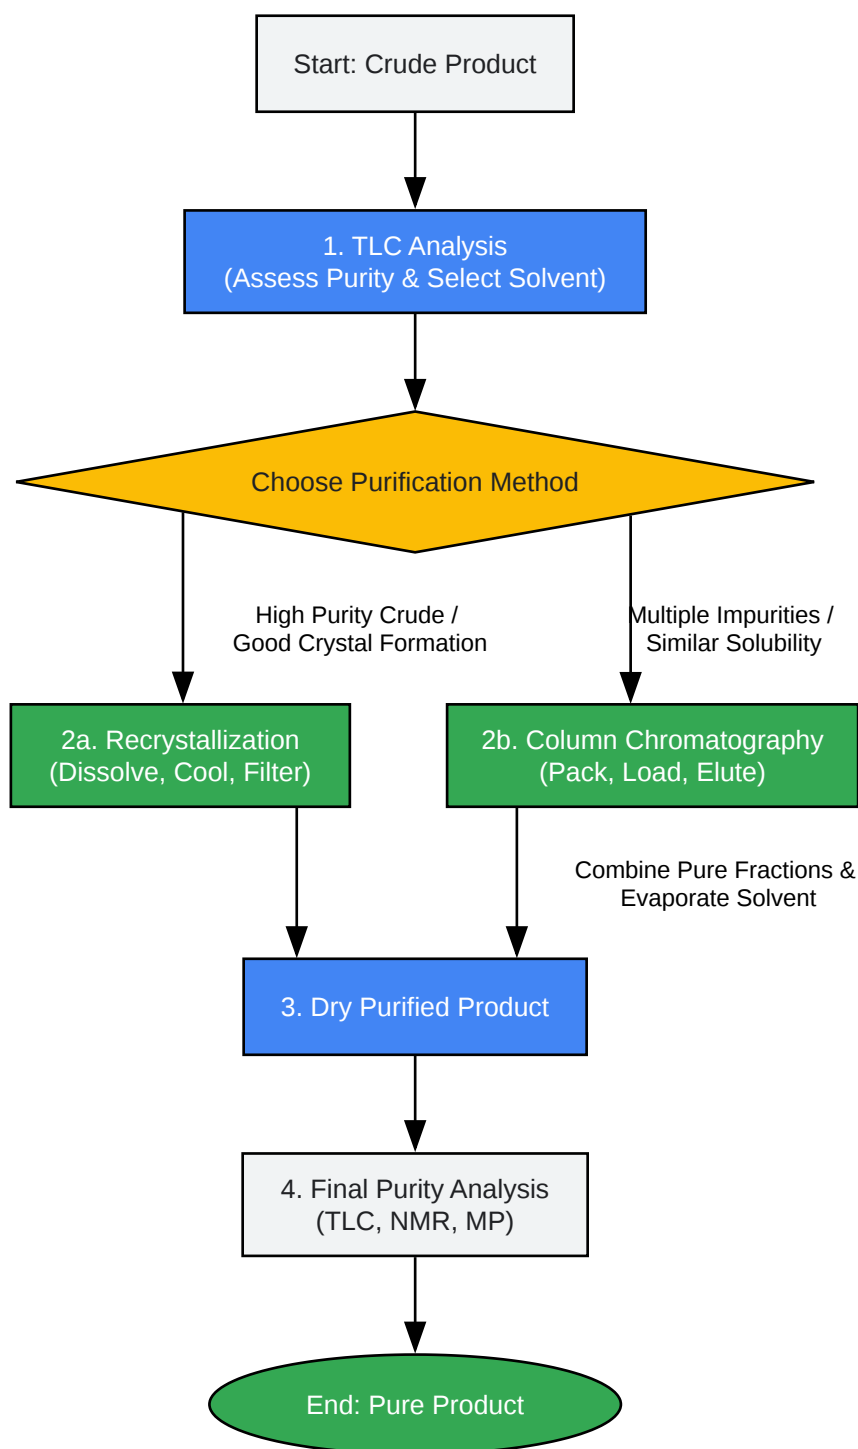 Start: Crude Product
1. TLC Analysis
(Assess Purity & Select Solvent)
Choose Purification Method
High Purity Crude /
Good Crystal Formation
Multiple Impurities /
Similar Solubility
2a. Recrystallization
(Dissolve, Cool, Filter)
2b. Column Chromatography
(Pack, Load, Elute)
Combine Pure Fractions &
Evaporate Solvent
3. Dry Purified Product
4. Final Purity Analysis
(TLC, NMR, MP)
End: Pure Product